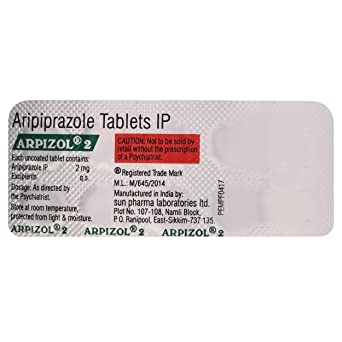 Aripiprazole Tablets IP
ARPIZOL® 2
Each uncoated tablet contains:
Aripiprazole IP 2 mg
Excipients q.s.
Dosage: As directed by
the Psychiatrist.
Store at room temperature,
protected from light & moisture.
CAUTION: Not to be sold by
retail without the prescription
of a Psychiatrist.
®Registered Trade Mark
M.L.: M/645/2014
Manufactured in India by:
sun pharma laboratories ltd.
Plot No. 107-108, Namli Block,
P.O. Ranipool, East-Sikkim-737 135.
PEMPF0417
ARPIZOL® 2 ARPIZOL® 2 ARPIZOL® 2